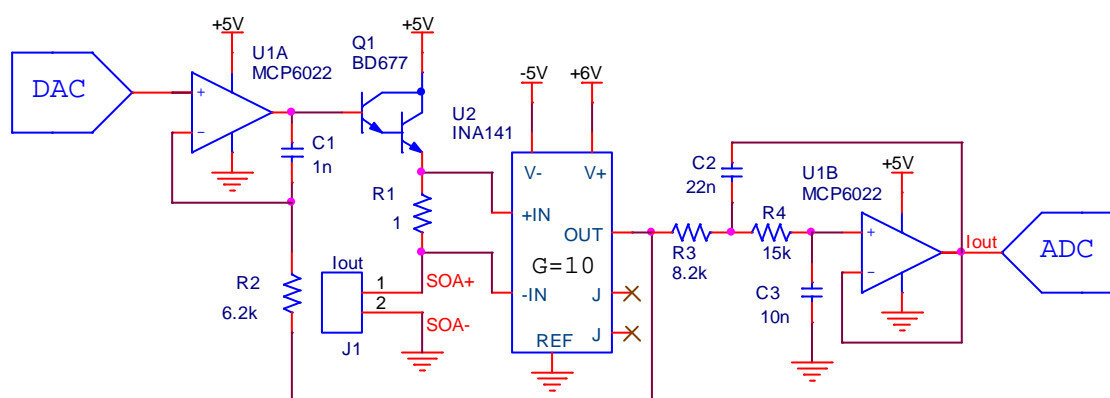 +5V
U1A
MCP6022
DAC
+
-
C1
1n
R2
6.2k
Q1
BD677
+5V
R1
1
Iout
1
2
SOA+
SOA-
J1
U2
INA141
-5V
+6V
V-
V+
+IN
OUT
G=10
-IN
J
J
REF
R3
8.2k
C2
22n
R4
15k
C3
10n
U1B
MCP6022
+5V
+
-
Iout
ADC